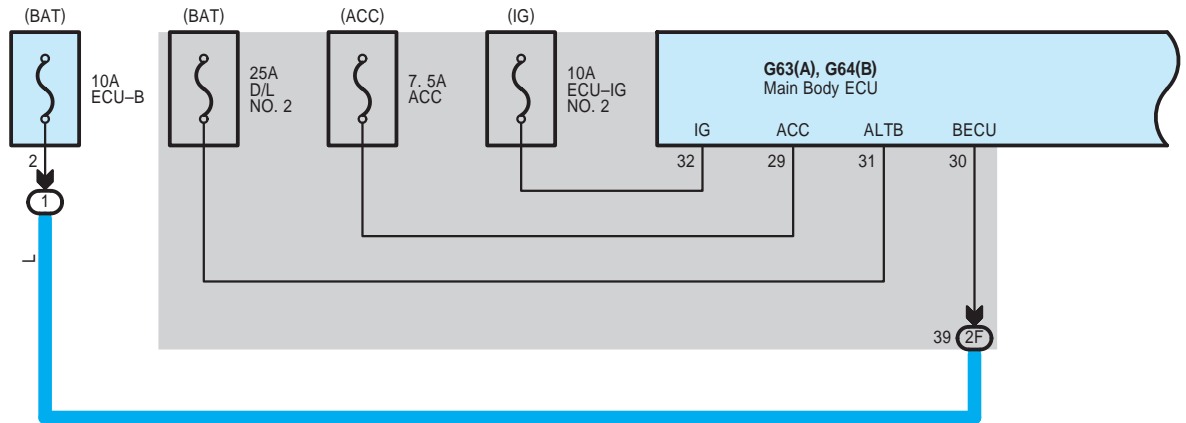 (BAT)
(BAT)
(ACC)
(IG)
10A
ECU–B
25A
D/L
NO. 2
7. 5A
ACC
10A
ECU–IG
NO. 2
G63(A), G64(B)
Main Body ECU
IG
ACC
ALTB
BECU
2
32
29
31
30
1
L
39
2F